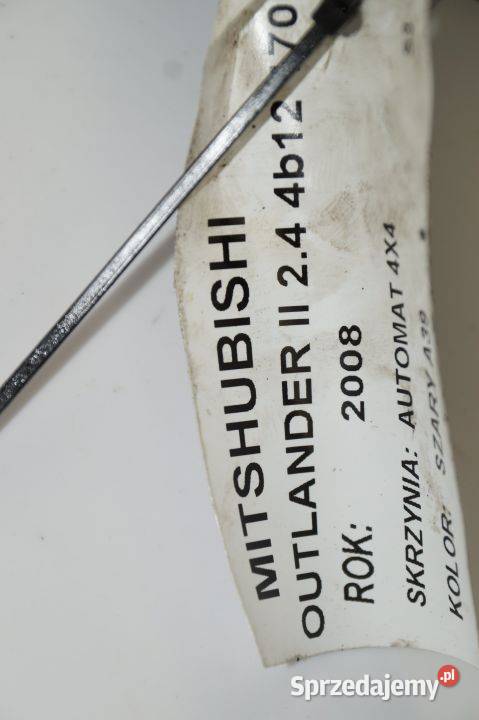 MITSHUBISHI
OUTLANDER II 2.4 4b12 70
ROK: 2008
SKRZYNIA: AUTOMAT 4X4
KOLOR: SZARY A39
Sprzedajemy.pl